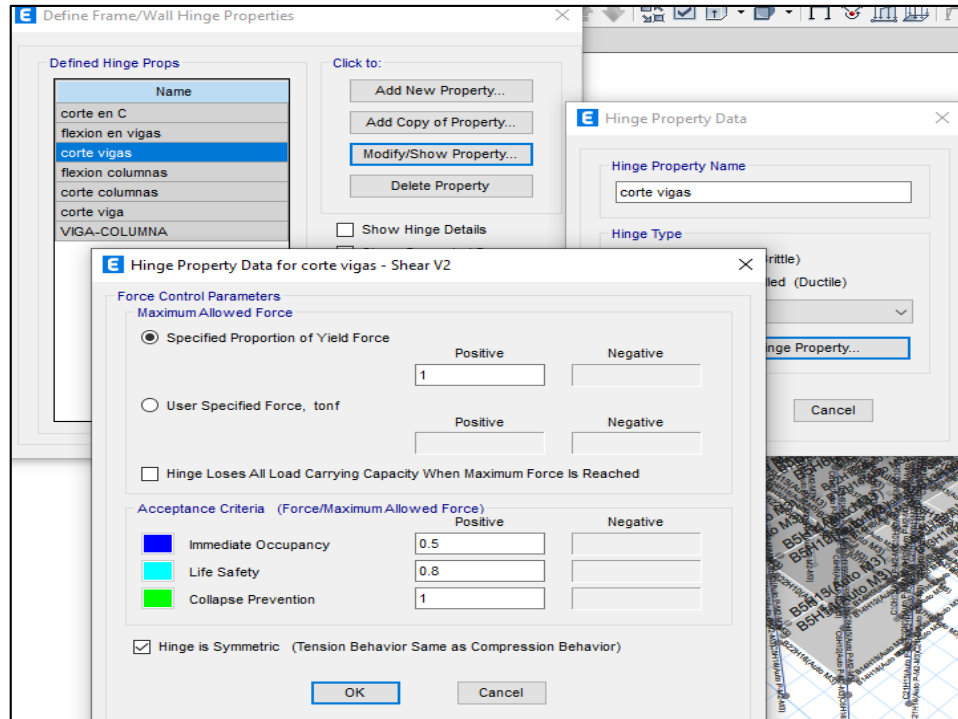 Define Frame/Wall Hinge Properties
Defined Hinge Props
Name
corte en C
flexion en vigas
corte vigas
flexion columnas
corte columnas
corte viga
VIGA-COLUMNA
Click to:
Add New Property...
Add Copy of Property...
Modify/Show Property...
Delete Property
Show Hinge Details
E Hinge Property Data
Hinge Property Name
corte vigas
Hinge Type
rittle)
lled (Ductile)
inge Property...
Cancel
E Hinge Property Data for corte vigas - Shear V2
Force Control Parameters
Maximum Allowed Force
Specified Proportion of Yield Force
Positive Negative
1
User Specified Force, tonf
Positive Negative
Hinge Loses All Load Carrying Capacity When Maximum Force Is Reached
Acceptance Criteria (Force/Maximum Allowed Force)
Positive Negative
Immediate Occupancy 0.5
Life Safety 0.8
Collapse Prevention 1
Hinge is Symmetric (Tension Behavior Same as Compression Behavior)
OK Cancel